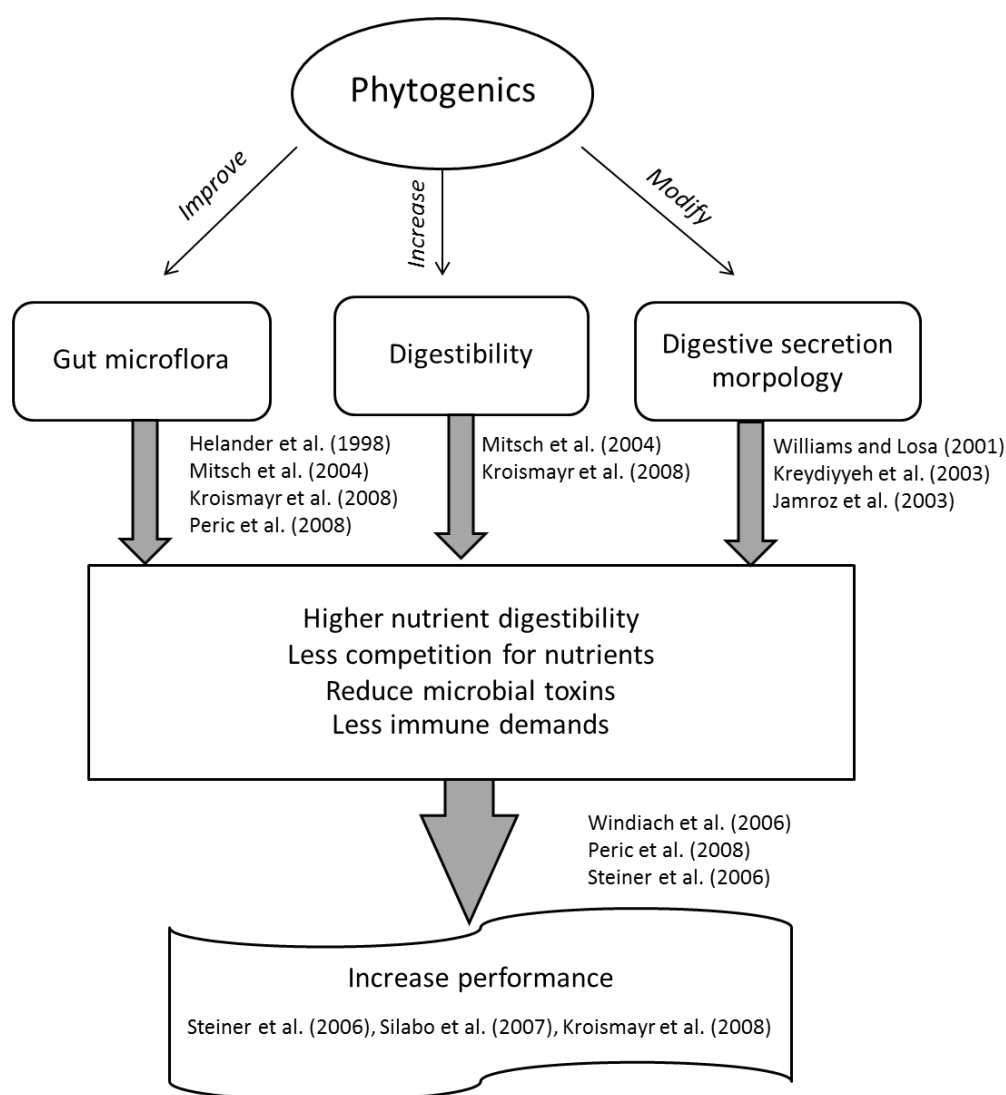 Phytogenics
Improve
Increase
Modify
Gut microflora
Digestibility
Digestive secretion
morpology
Helander et al. (1998)
Mitsch et al. (2004)
Kroismayr et al. (2008)
Peric et al. (2008)
Mitsch et al. (2004)
Kroismayr et al. (2008)
Williams and Losa (2001)
Kreydiyyeh et al. (2003)
Jamroz et al. (2003)
Higher nutrient digestibility
Less competition for nutrients
Reduce microbial toxins
Less immune demands
Windiach et al. (2006)
Peric et al. (2008)
Steiner et al. (2006)
Increase performance
Steiner et al. (2006), Silabo et al. (2007), Kroismayr et al. (2008)